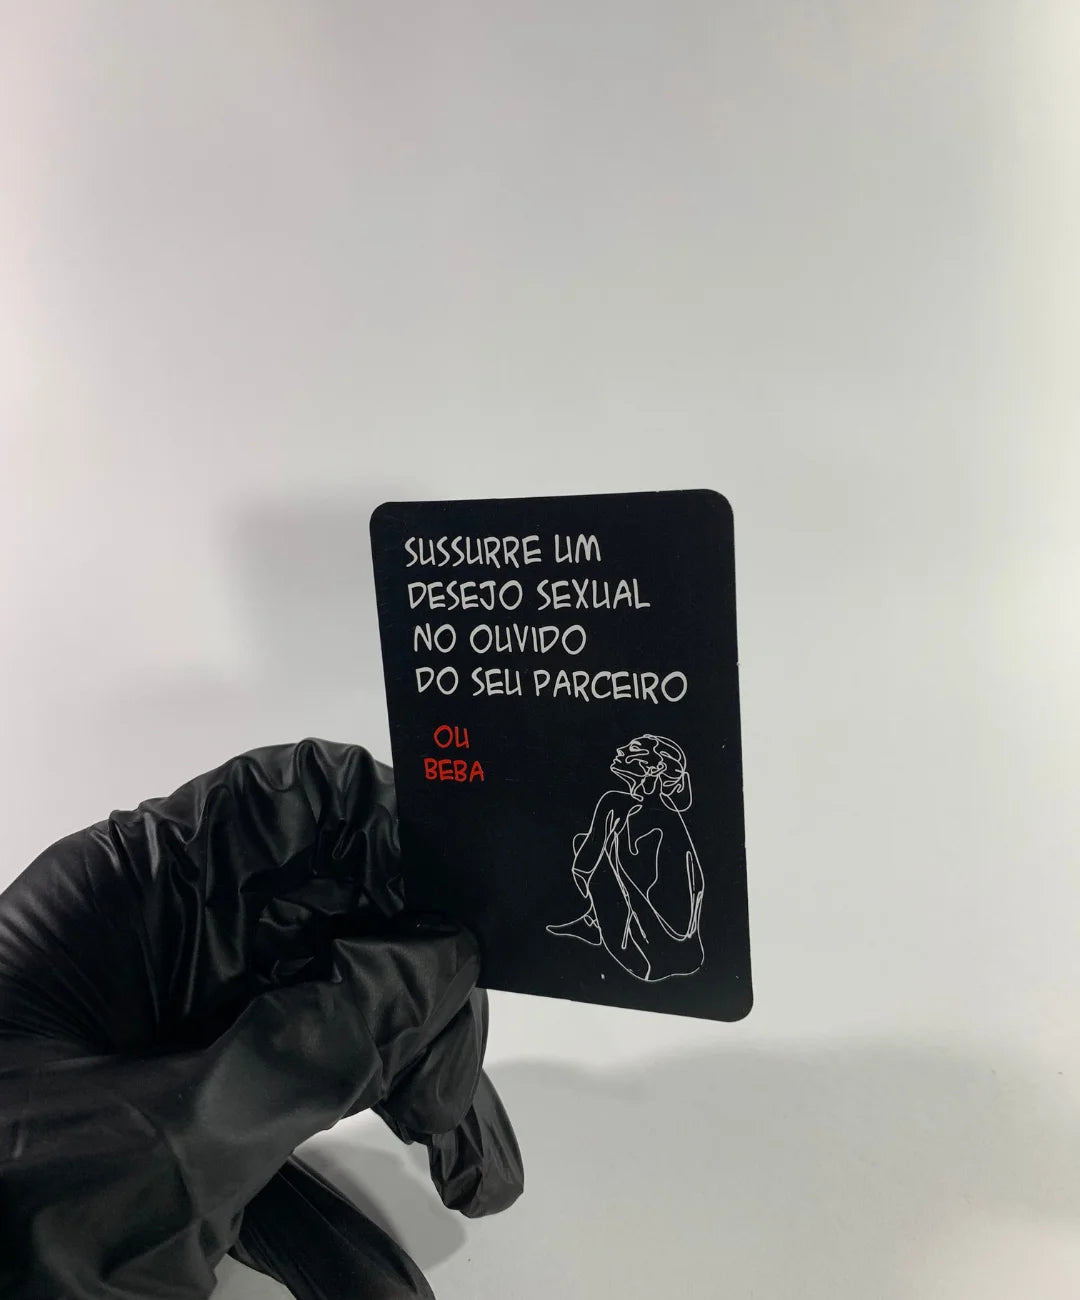 SUSSURRE UM
DESEJO SEXUAL
NO OUVIDO
DO SEU PARCEIRO
OU
BEBA